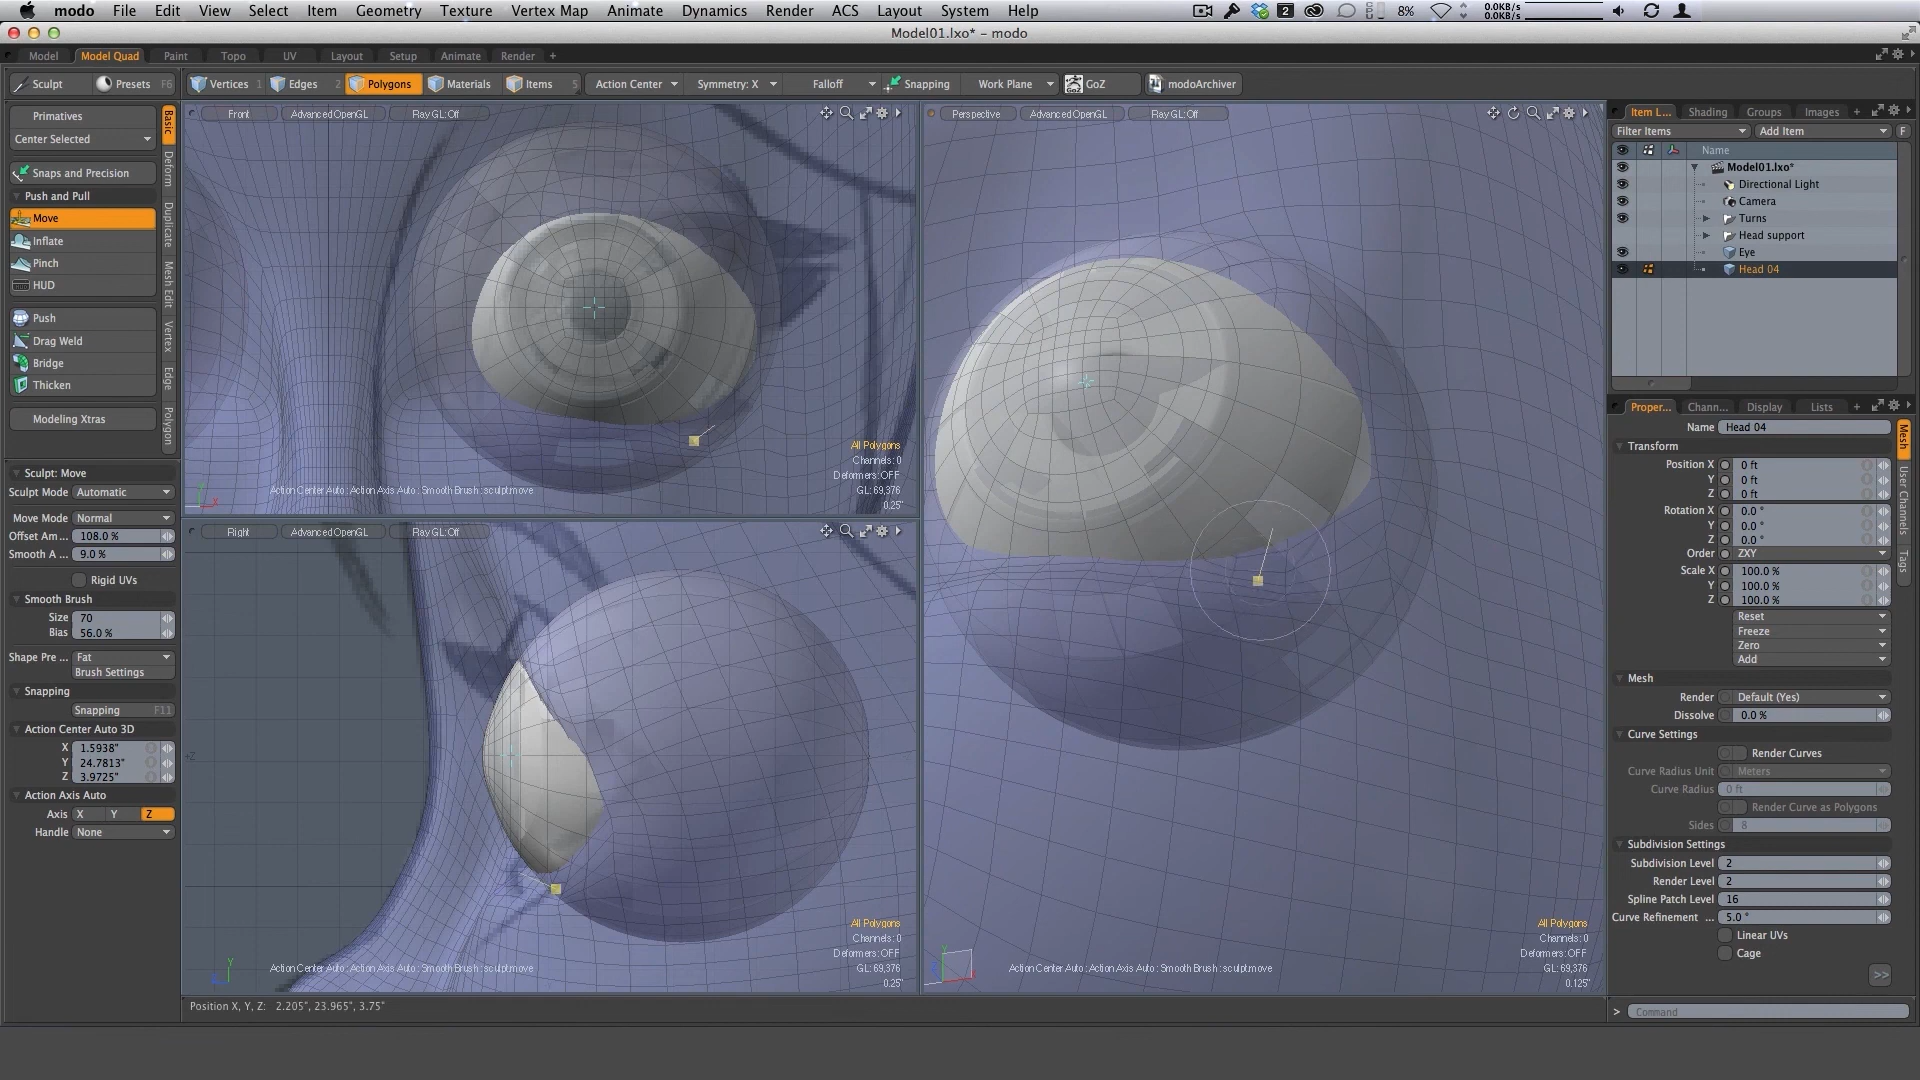 modo File Edit View Select Item Geometry Texture Vertex Map Animate Dynamics Render ACS Layout System Help
2 8% 0.0KB/s
0.0KB/s
Model01.lxo* – modo
Model Model Quad Paint Topo UV Layout Setup Animate Render +
Sculpt Presets F6 Vertices 1 Edges 2 Polygons Materials Items 5 Action Center Symmetry: X Falloff Snapping Work Plane GoZ modoArchiver
Primatives
Center Selected
Snaps and Precision
Push and Pull
Move
Inflate
Pinch
HUD
Push
Drag Weld
Bridge
Thicken
Modeling Xtras
Basic
Deform
Duplicate
Mesh Edit
Vertex
Edge
Polygon
Sculpt: Move
Sculpt Mode Automatic
Move Mode Normal
Offset Am... 108.0 %
Smooth A ... 9.0 %
Rigid UVs
Smooth Brush
Size 70
Bias 56.0 %
Shape Pre ... Fat
Brush Settings
Snapping
Snapping F11
Action Center Auto 3D
X 1.5938"
Y 24.7813"
Z 3.9725"
Action Axis Auto
Axis X Y Z
Handle None
Front Advanced OpenGL Ray GL: Off
All Polygons
Channels: 0
Deformers: OFF
GL: 69,376
0.25"
Action Center Auto : Action Axis Auto : Smooth Brush : sculpt.move
Right Advanced OpenGL Ray GL: Off
All Polygons
Channels: 0
Deformers: OFF
GL: 69,376
0.25"
Action Center Auto : Action Axis Auto : Smooth Brush : sculpt.move
Perspective Advanced OpenGL Ray GL: Off
All Polygons
Channels: 0
Deformers: OFF
GL: 69,376
0.125"
Action Center Auto : Action Axis Auto : Smooth Brush : sculpt.move
Position X, Y, Z: 2.205", 23.965", 3.75"
Item L... Shading Groups Images +
Filter Items Add Item F
Name
Model01.lxo*
Directional Light
Camera
Turns
Head support
Eye
Head 04
Proper... Chann... Display Lists +
Name Head 04
Transform
Position X 0 ft
Y 0 ft
Z 0 ft
Rotation X 0.0 °
Y 0.0 °
Z 0.0 °
Order ZXY
Scale X 100.0 %
Y 100.0 %
Z 100.0 %
Reset
Freeze
Zero
Add
Mesh
Render Default (Yes)
Dissolve 0.0 %
Curve Settings
Render Curves
Curve Radius Unit Meters
Curve Radius 0 ft
Render Curve as Polygons
Sides 8
Subdivision Settings
Subdivision Level 2
Render Level 2
Spline Patch Level 16
Curve Refinement ... 5.0 °
Linear UVs
Cage
>>
Mesh
User Channels
Tags
> Command